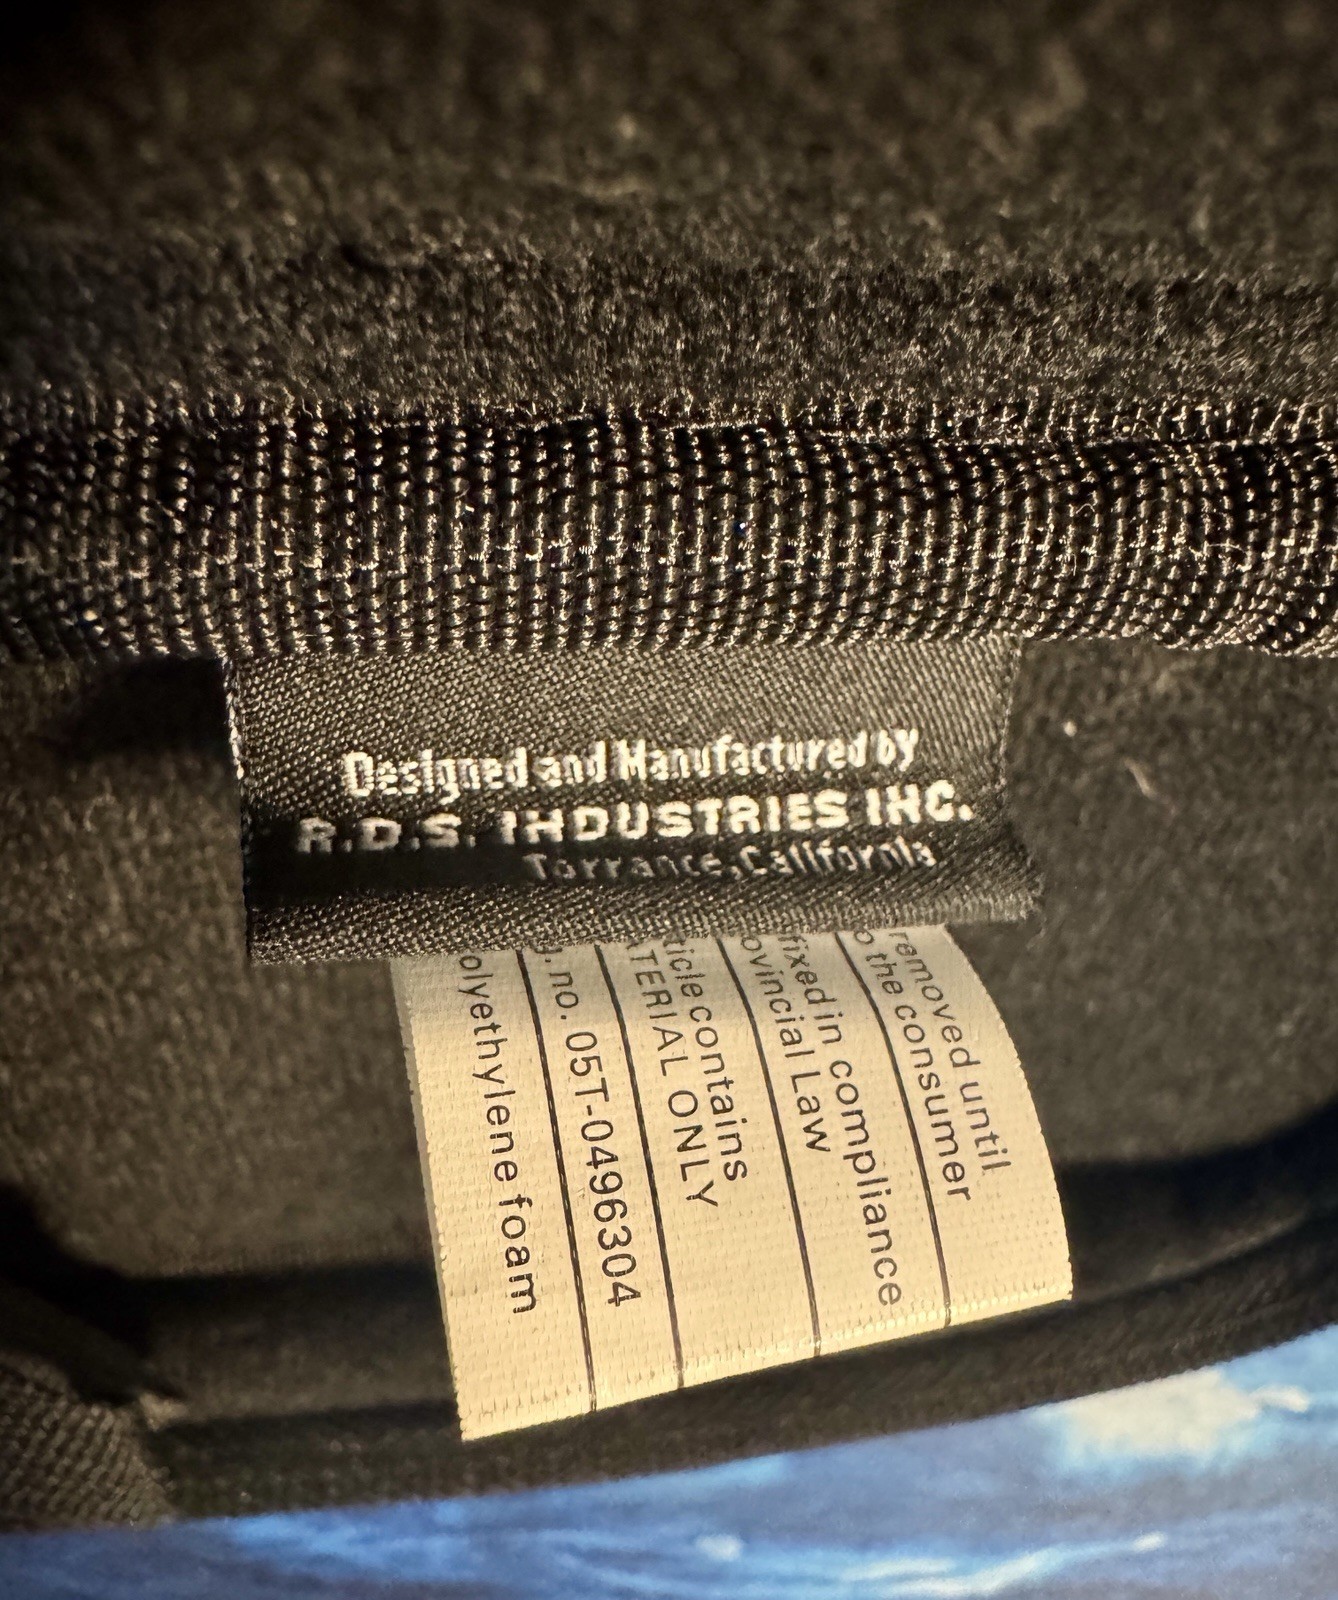 Designed and Manufactured by
R.D.S. INDUSTRIES INC.
Torrance, California
removed until
o the consumer
fixed in compliance
ovincial Law
ticle contains
TERIAL ONLY
. no. 05T-0496304
olyethylene foam